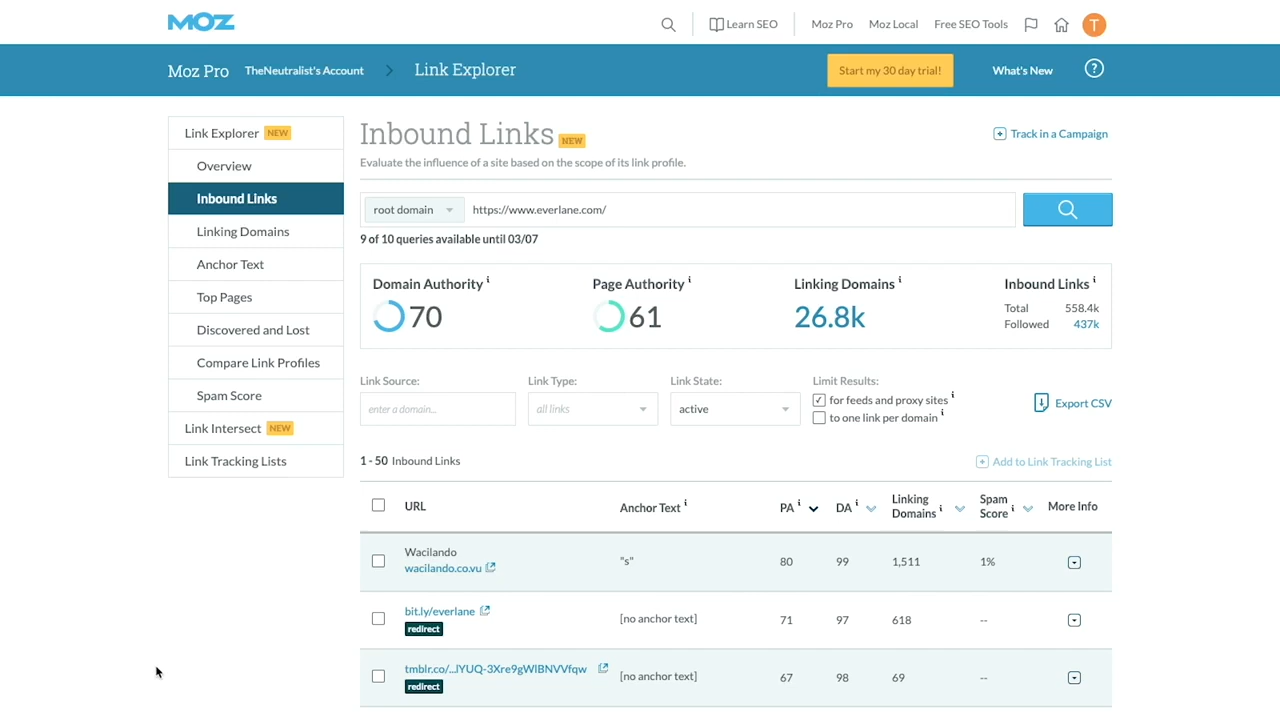 MOZ
Learn SEO
Moz Pro
Moz Local
Free SEO Tools
T
Moz Pro
TheNeutralist's Account
Link Explorer
Start my 30 day trial!
What's New
?
Link Explorer NEW
Overview
Inbound Links
Linking Domains
Anchor Text
Top Pages
Discovered and Lost
Compare Link Profiles
Spam Score
Link Intersect NEW
Link Tracking Lists
Inbound Links NEW
Track in a Campaign
Evaluate the influence of a site based on the scope of its link profile.
root domain
https://www.everlane.com/
9 of 10 queries available until 03/07
Domain Authority i
70
Page Authority i
61
Linking Domains i
26.8k
Inbound Links i
Total 558.4k
Followed 437k
Link Source:
enter a domain...
Link Type:
all links
Link State:
active
Limit Results:
for feeds and proxy sites i
to one link per domain i
Export CSV
1 - 50 Inbound Links
Add to Link Tracking List
URL
Anchor Text i
PA i
DA i
Linking Domains i
Spam Score i
More Info
Wacilando
wacilando.co.vu
"s"
80
99
1,511
1%
bit.ly/everlane
redirect
[no anchor text]
71
97
618
--
tmblr.co/...lYUQ-3Xre9gWlBNVVfqw
redirect
[no anchor text]
67
98
69
--